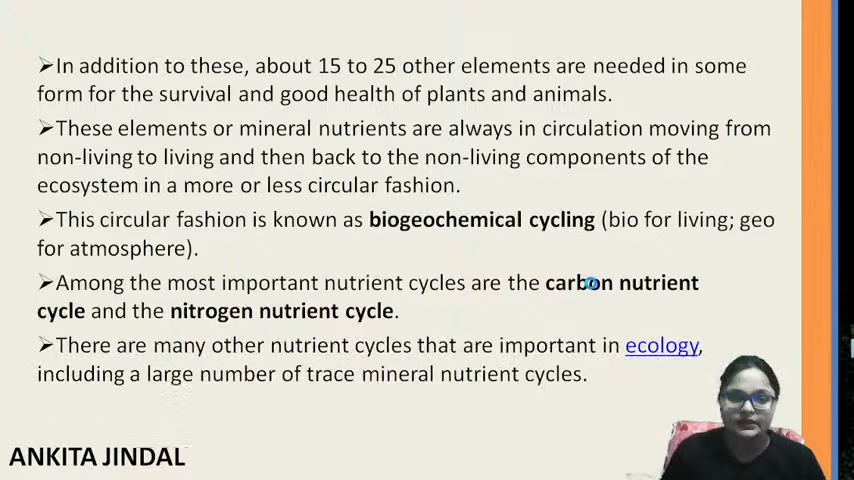 ➤In addition to these, about 15 to 25 other elements are needed in some
form for the survival and good health of plants and animals.
➤These elements or mineral nutrients are always in circulation moving from
non-living to living and then back to the non-living components of the
ecosystem in a more or less circular fashion.
➤This circular fashion is known as biogeochemical cycling (bio for living; geo
for atmosphere).
➤Among the most important nutrient cycles are the carbon nutrient
cycle and the nitrogen nutrient cycle.
➤There are many other nutrient cycles that are important in ecology,
including a large number of trace mineral nutrient cycles.
ANKITA JINDAL